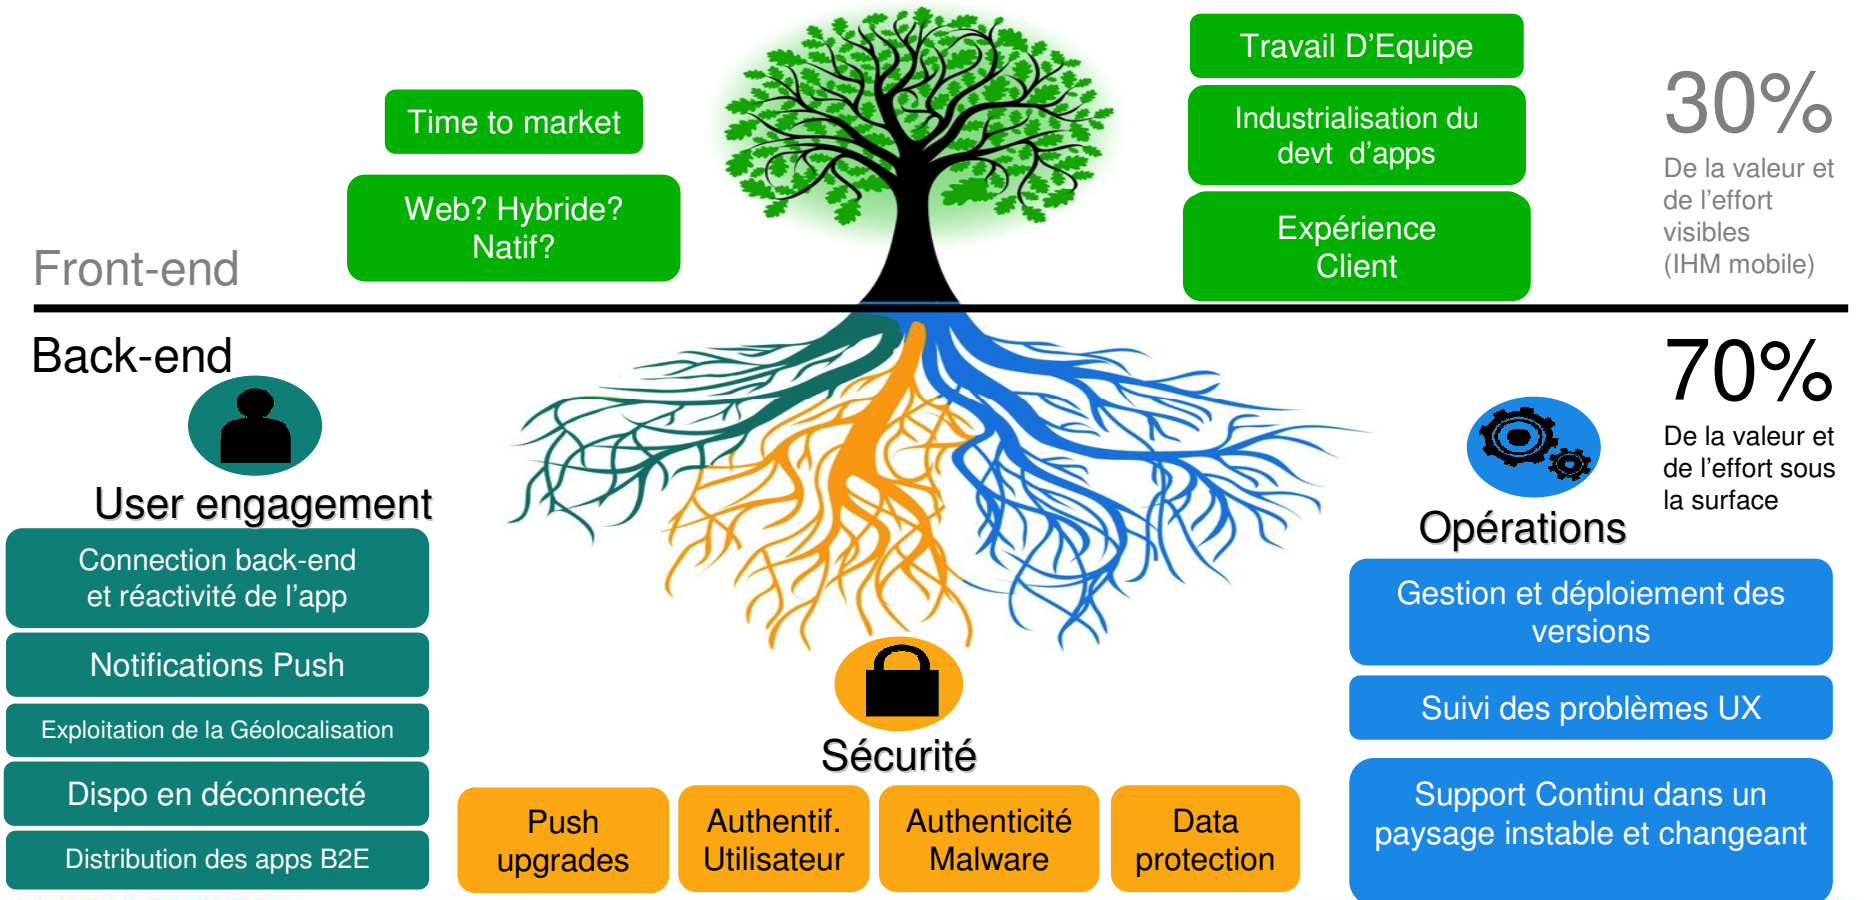 Time to market
Web? Hybride?
Natif?
Travail D’Equipe
Industrialisation du
devt d’apps
Expérience
Client
30%
De la valeur et
de l’effort
visibles
(IHM mobile)
Front-end
Back-end
70%
De la valeur et
de l’effort sous
la surface
User engagement
Connection back-end
et réactivité de l’app
Notifications Push
Exploitation de la Géolocalisation
Dispo en déconnecté
Distribution des apps B2E
Sécurité
Push
upgrades
Authentif.
Utilisateur
Authenticité
Malware
Data
protection
Opérations
Gestion et déploiement des
versions
Suivi des problèmes UX
Support Continu dans un
paysage instable et changeant